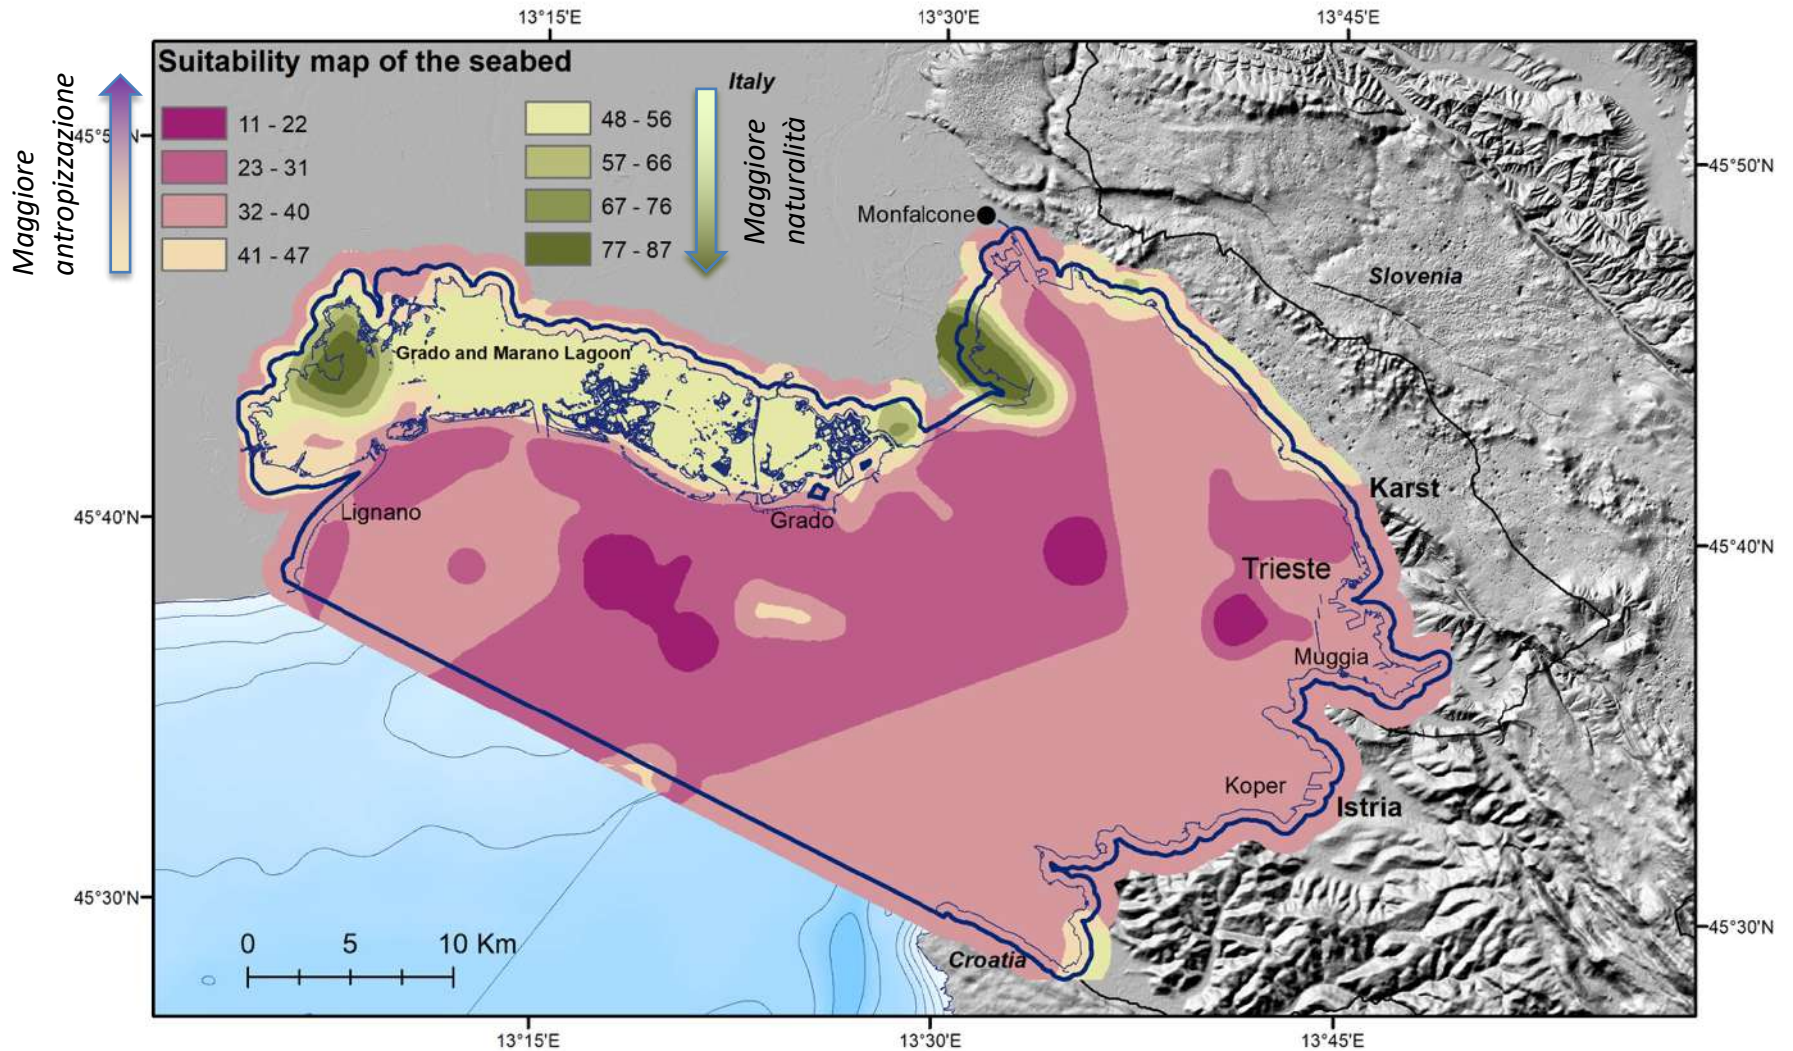 13°15'E 13°30'E 13°45'E
Suitability map of the seabed
Maggiore
antropizzazione
11 - 22
23 - 31
32 - 40
41 - 47
48 - 56
57 - 66
67 - 76
77 - 87
Maggiore
naturalità
Italy
45°50'N
Monfalcone
Slovenia
Grado and Marano Lagoon
Karst
Lignano
Grado
45°40'N
45°40'N
Trieste
Muggia
Koper
Istria
45°30'N
45°30'N
0 5 10 Km
Croatia
13°15'E 13°30'E 13°45'E